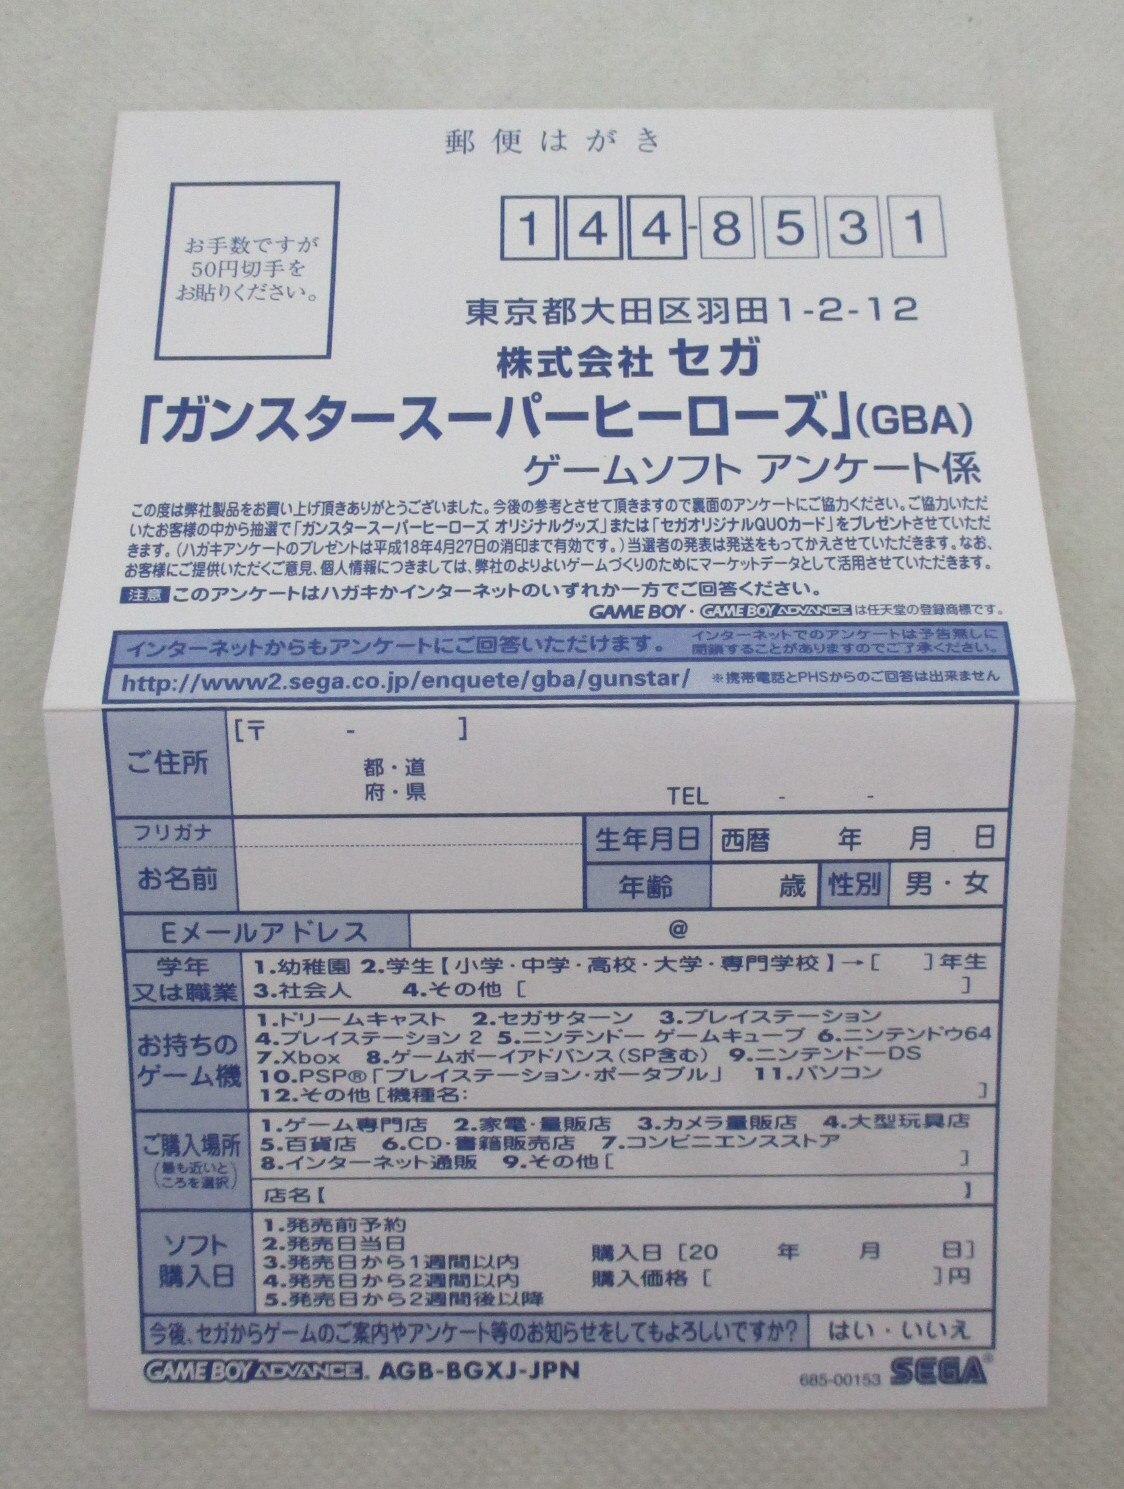 郵便はがき
お手数ですが
50円切手を
お貼りください。
144-8531
東京都大田区羽田1-2-12
株式会社 セガ
「ガンスタースーパーヒーローズ」(GBA)
ゲームソフト アンケート係
この度は弊社製品をお買い上げ頂きありがとうございました。今後の参考とさせて頂きますので裏面のアンケートにご協力ください。ご協力いただ
いたお客様の中から抽選で「ガンスタースーパーヒーローズ オリジナルグッズ」または「セガオリジナルQUOカード」をプレゼントさせていただ
きます。(ハガキアンケートのプレゼントは平成18年4月27日の消印まで有効です。)当選者の発表は発送をもってかえさせていただきます。なお、
お客様にご提供いただくご意見、個人情報につきましては、弊社のよりよいゲームづくりのためにマーケットデータとして活用させていただきます。
注意 このアンケートはハガキかインターネットのいずれか一方でご回答ください。
GAME BOY・GAME BOY ADVANCE は任天堂の登録商標です。
インターネットからもアンケートにご回答いただけます。 インターネットでのアンケートは予告無しに
閉鎖することがありますのでご了承ください。
http://www2.sega.co.jp/enquete/gba/gunstar/ ※携帯電話とPHSからのご回答は出来ません
ご住所 [〒 - ]
都・道
府・県 TEL - -
フリガナ
お名前
生年月日 西暦 年 月 日
年齢 歳 性別 男・女
Eメールアドレス @
学年
又は職業
1.幼稚園 2.学生【小学・中学・高校・大学・専門学校】→[ ]年生
3.社会人 4.その他 [ ]
お持ちの
ゲーム機
1.ドリームキャスト 2.セガサターン 3.プレイステーション
4.プレイステーション 2 5.ニンテンドー ゲームキューブ 6.ニンテンドウ64
7.Xbox 8.ゲームボーイアドバンス(SP含む) 9.ニンテンドーDS
10.PSP®「プレイステーション・ポータブル」 11.パソコン
12.その他[機種名: ]
ご購入場所
(最も近いと
ころを選択)
1.ゲーム専門店 2.家電・量販店 3.カメラ量販店 4.大型玩具店
5.百貨店 6.CD・書籍販売店 7.コンビニエンスストア
8.インターネット通販 9.その他[ ]
店名【 】
ソフト
購入日
1.発売前予約
2.発売日当日
3.発売日から1週間以内
4.発売日から2週間以内
5.発売日から2週間後以降
購入日 [20 年 月 日]
購入価格 [ ]円
今後、セガからゲームのご案内やアンケート等のお知らせをしてもよろしいですか? はい・いいえ
GAME BOY ADVANCE. AGB-BGXJ-JPN
685-00153 SEGA®